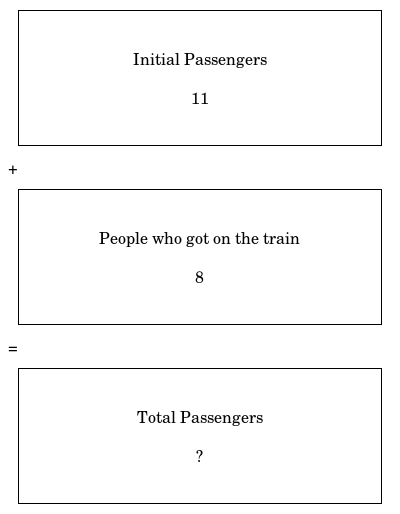 Initial Passengers
11
+
People who got on the train
8
=
Total Passengers
?